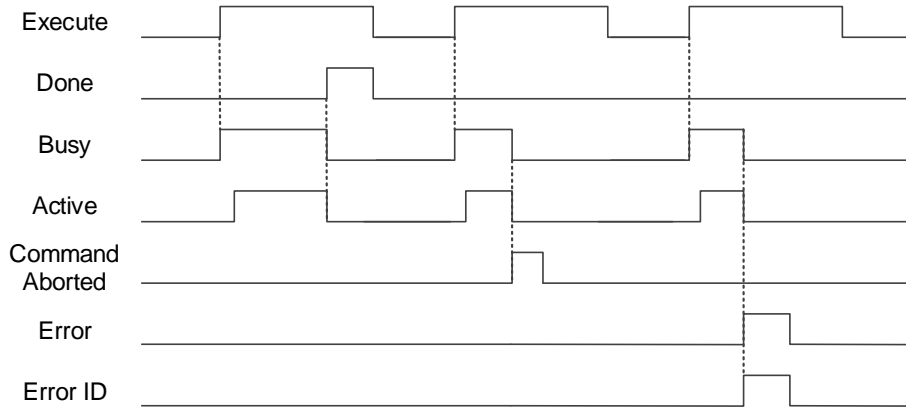 Execute
Done
Busy
Active
Command
Aborted
Error
Error ID